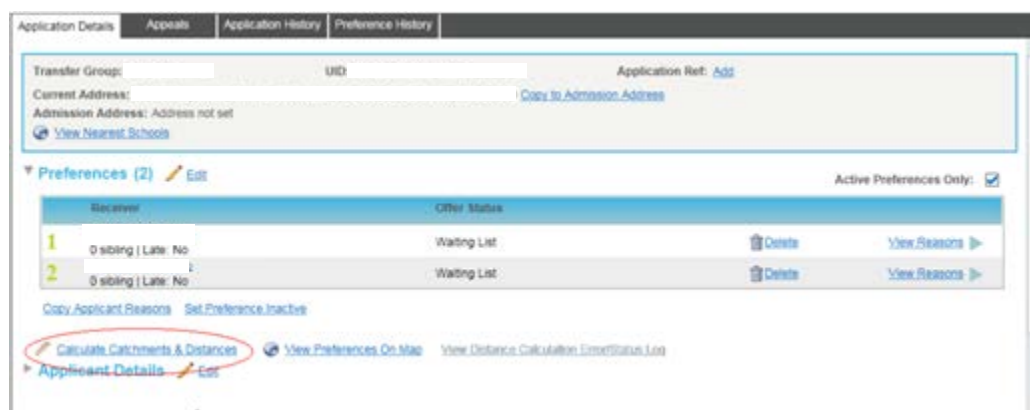 Application Details Appeals Application History Preference History
Transfer Group: UID: Application Ref: Add
Current Address: Copy to Admission Address
Admission Address: Address not set
View Nearest Schools
Preferences (2) Edit Active Preferences Only:
Receiver Offer Status
1 Waiting List Delete View Reasons
0 sibling | Late: No
2 Waiting List Delete View Reasons
0 sibling | Late: No
Copy Applicant Reasons Set Preference Inactive
Calculate Catchments & Distances View Preferences On Map View Distance Calculation Error/Status Log
Applicant Details Edit